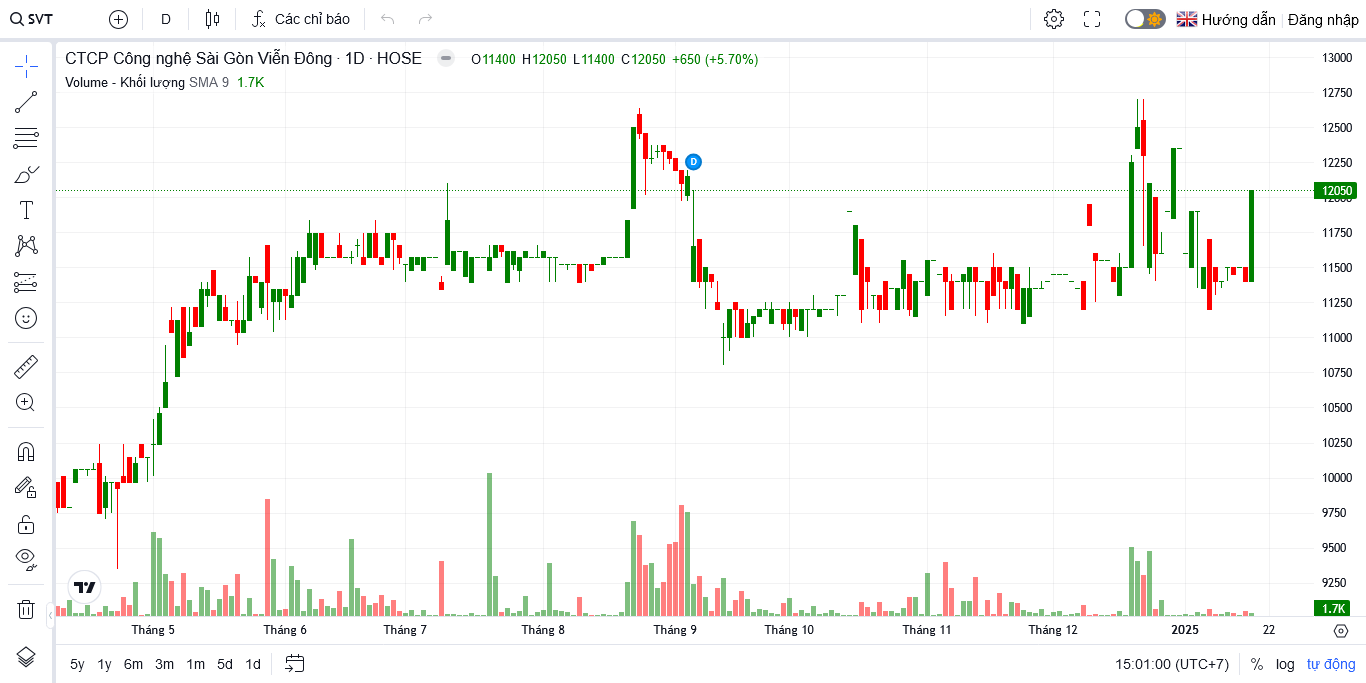 SVT D Các chỉ báo Hướng dẫn Đăng nhập
CTCP Công nghệ Sài Gòn Viễn Đông · 1D · HOSE O11400 H12050 L11400 C12050 +650 (+5.70%)
Volume - Khối lượng SMA 9 1.7K
13000
12750
12500
12250
D
12050
12000
11750
11500
11250
11000
10750
10500
10250
10000
9750
9500
9250
1.7K
Tháng 5 Tháng 6 Tháng 7 Tháng 8 Tháng 9 Tháng 10 Tháng 11 Tháng 12 2025 22
5y 1y 6m 3m 1m 5d 1d 15:01:00 (UTC+7) % log tự động